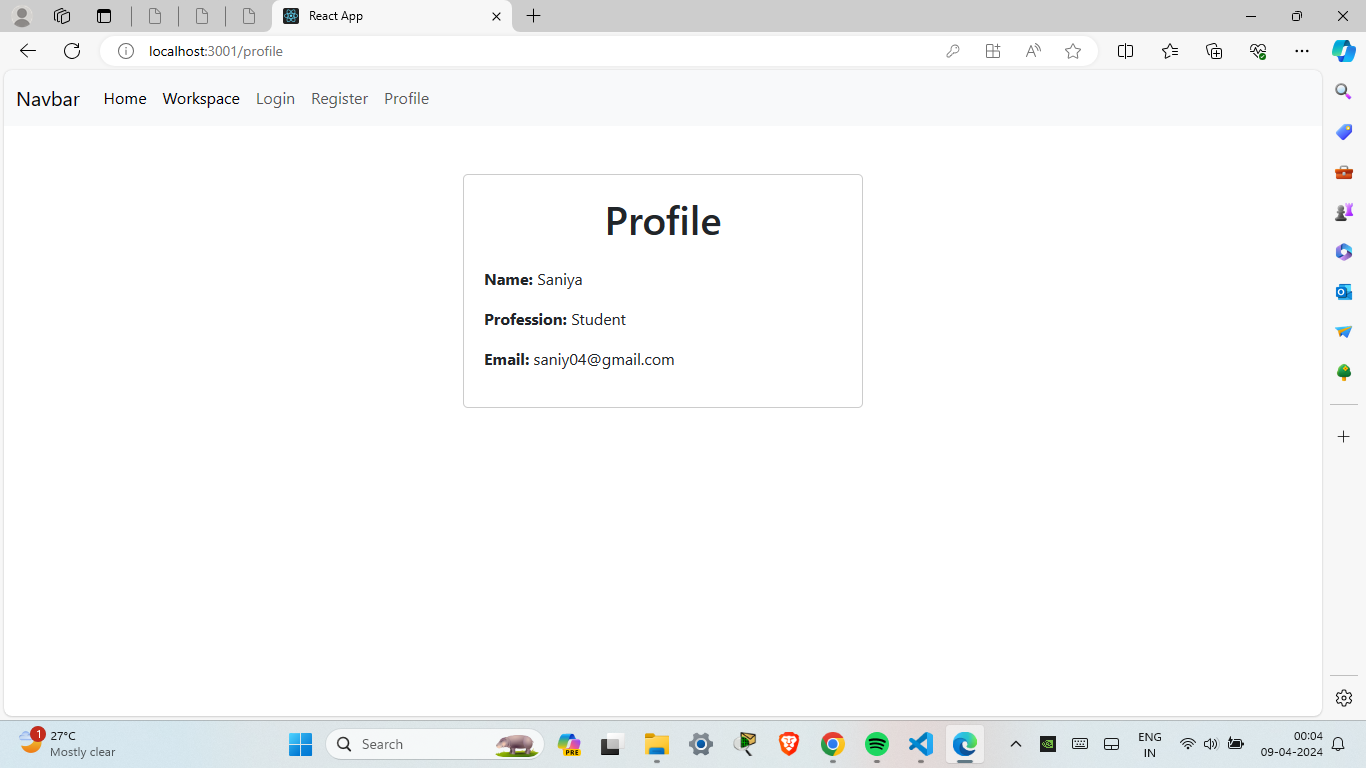 React App
localhost:3001/profile
Navbar Home Workspace Login Register Profile
Profile
Name: Saniya
Profession: Student
Email: saniy04@gmail.com
1
27°C
Mostly clear
Search
PRE
ENG
IN
00:04
09-04-2024